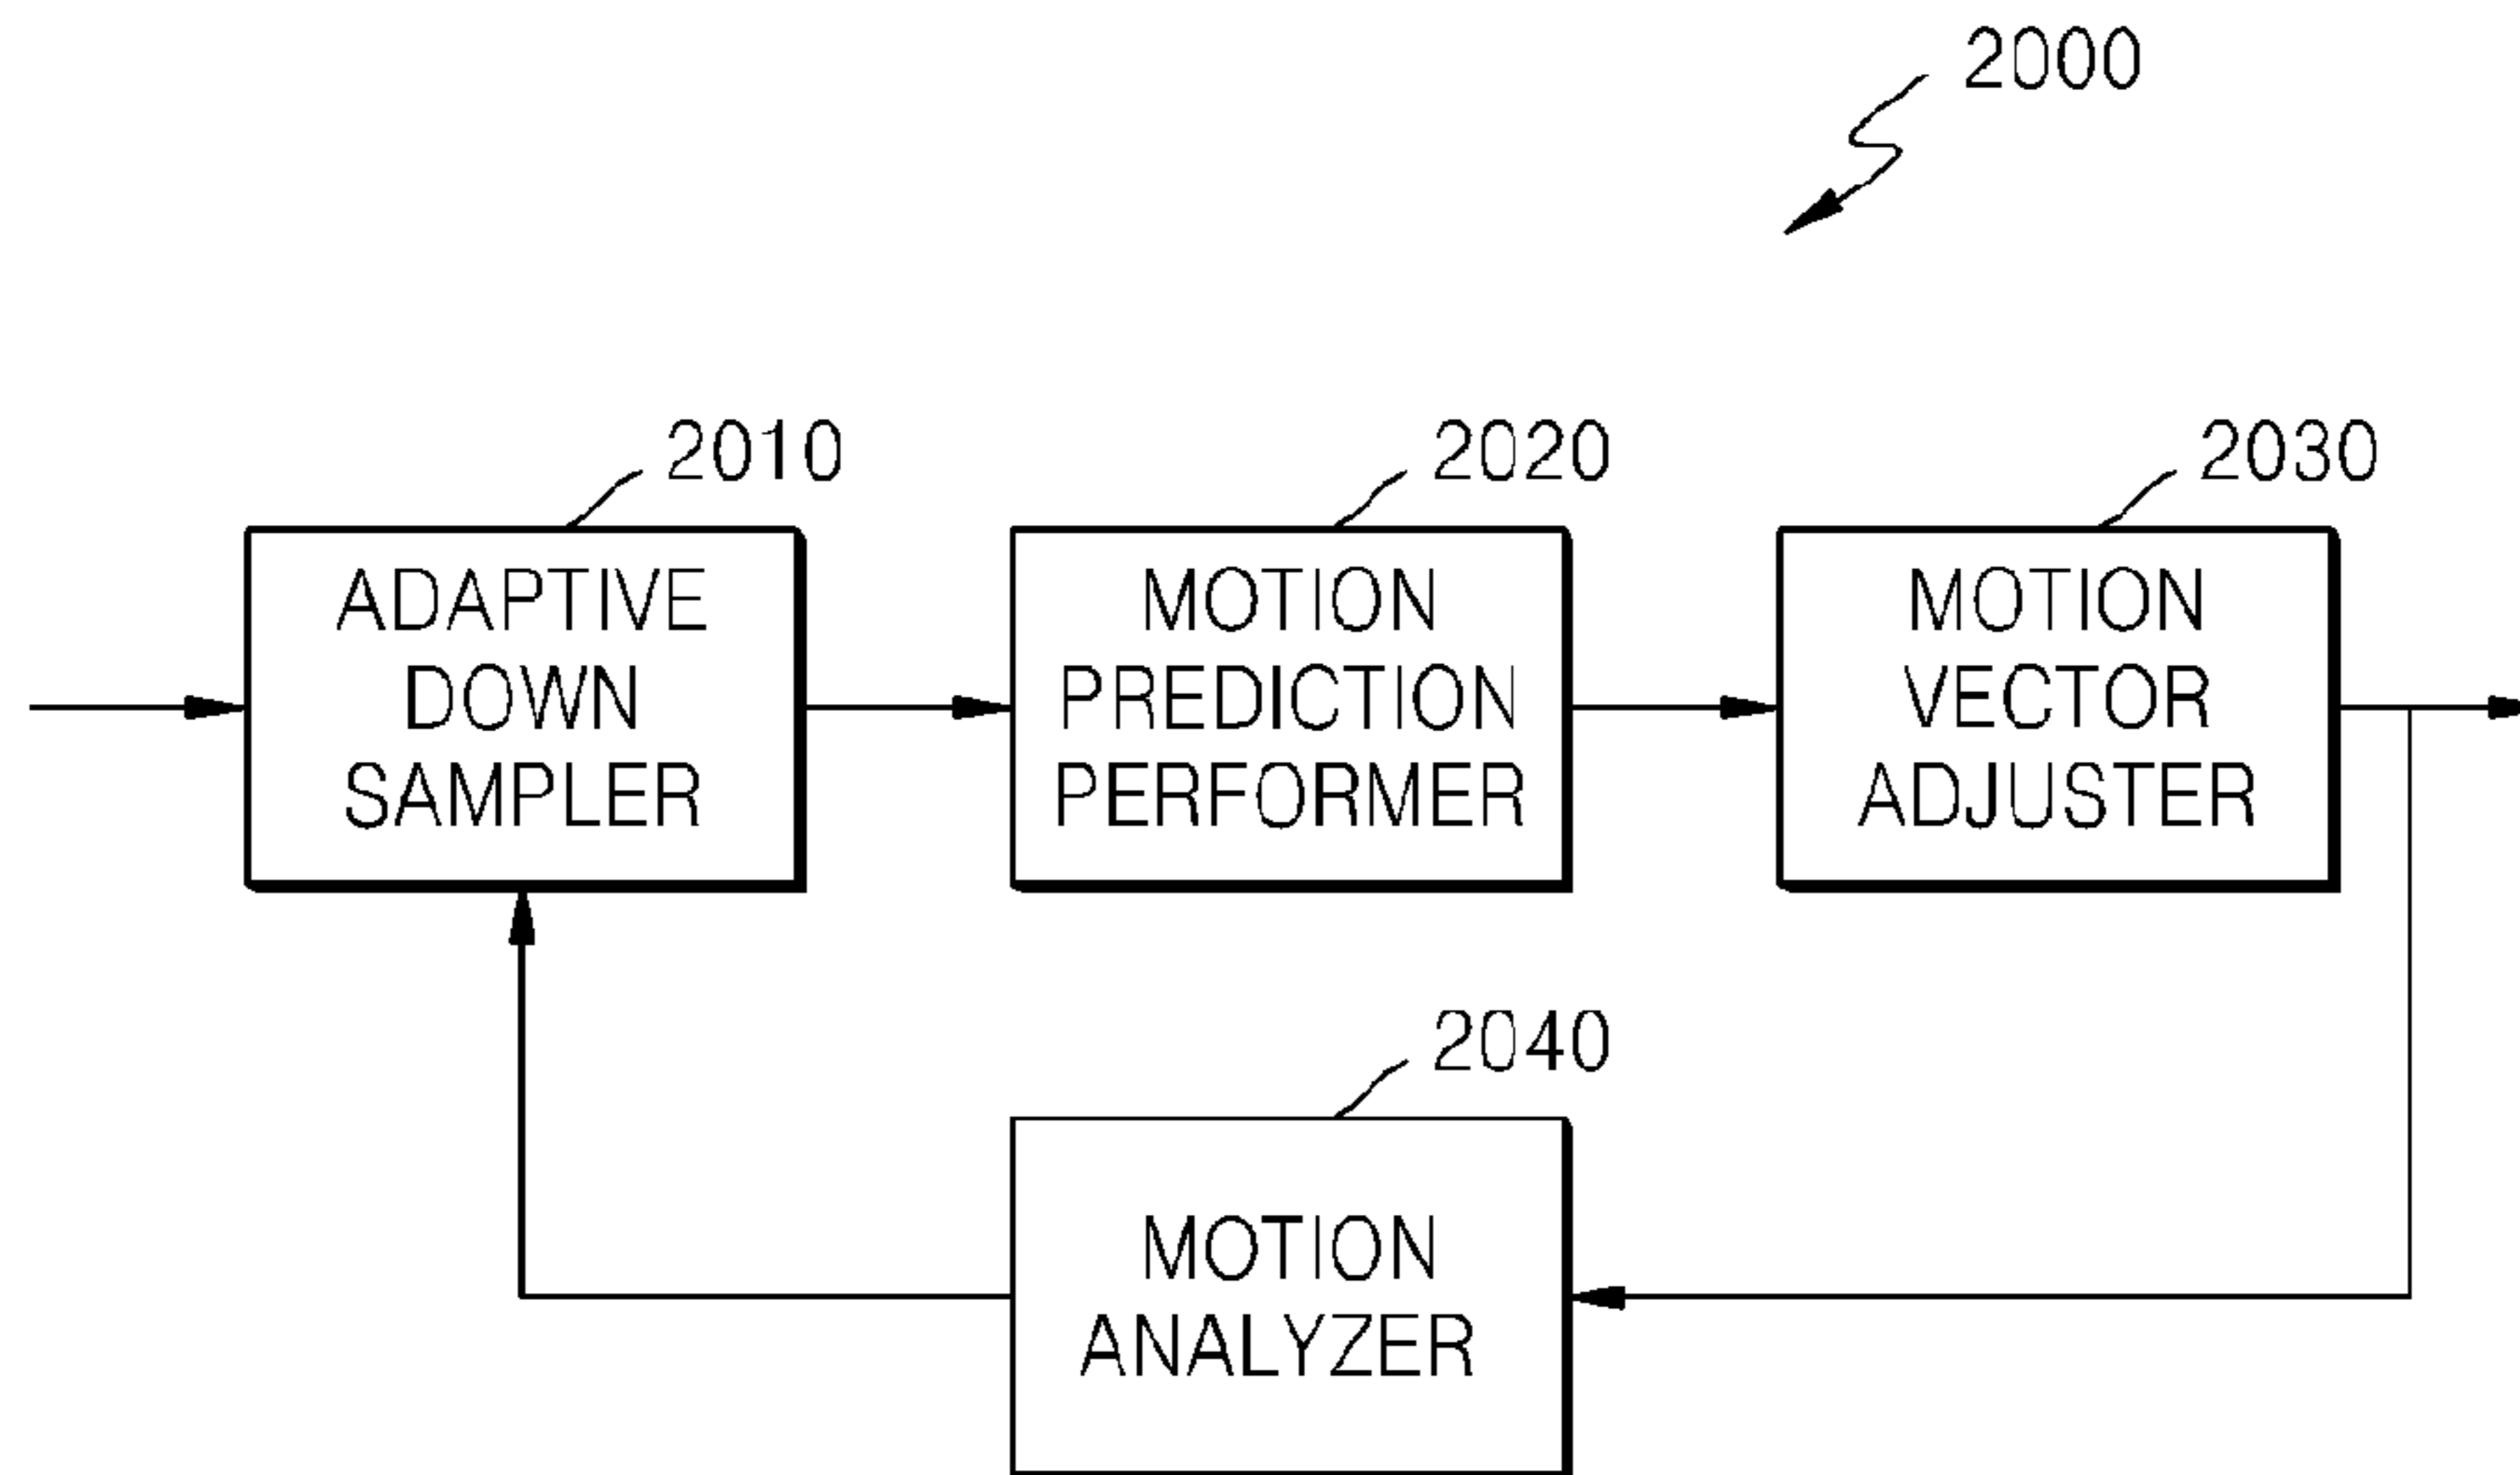 2000
2010
2020
2030
ADAPTIVE
DOWN
SAMPLER
MOTION
PREDICTION
PERFORMER
MOTION
VECTOR
ADJUSTER
2040
MOTION
ANALYZER